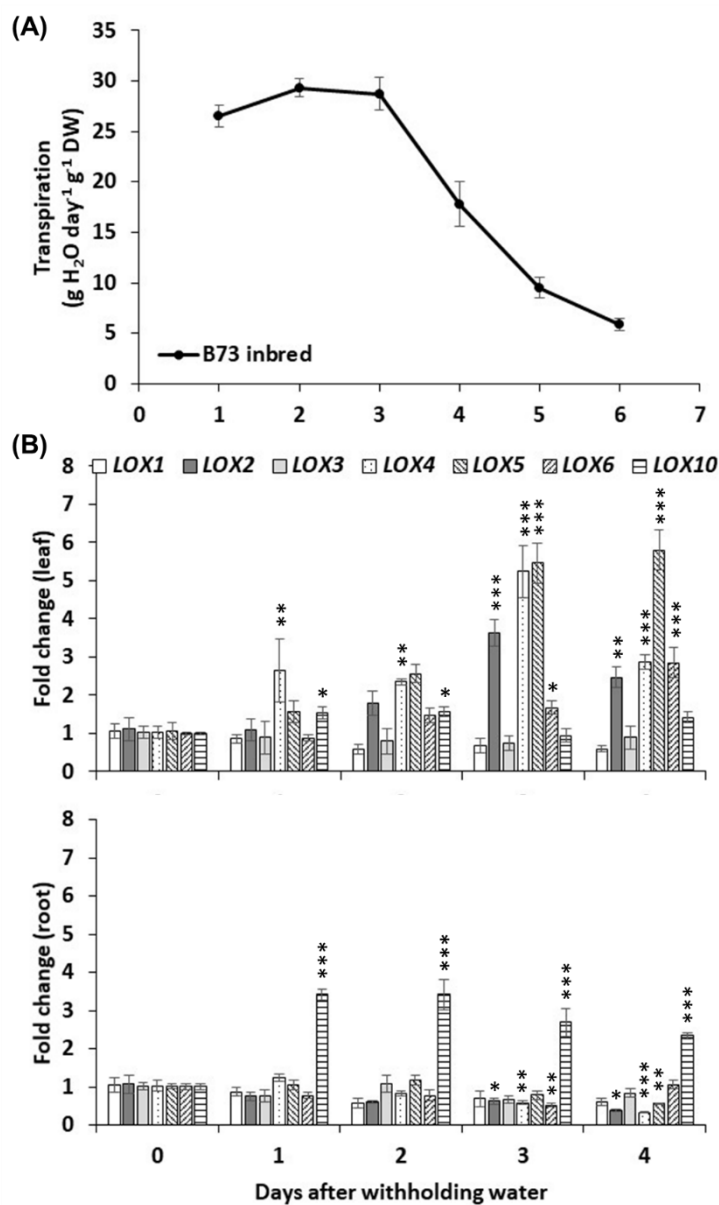 (A)
35
30
25
20
15
10
5
0
Transpiration
(g H₂O day⁻¹ g⁻¹ DW)
B73 inbred
0 1 2 3 4 5 6 7
(B)
LOX1 LOX2 LOX3 LOX4 LOX5 LOX6 LOX10
8
7
6
5
4
3
2
1
0
Fold change (leaf)
** * ** * *** *** *** * ** *** *** ***
8
7
6
5
4
3
2
1
0
Fold change (root)
*** *** * ** ** *** * *** ** ***
0 1 2 3 4
Days after withholding water